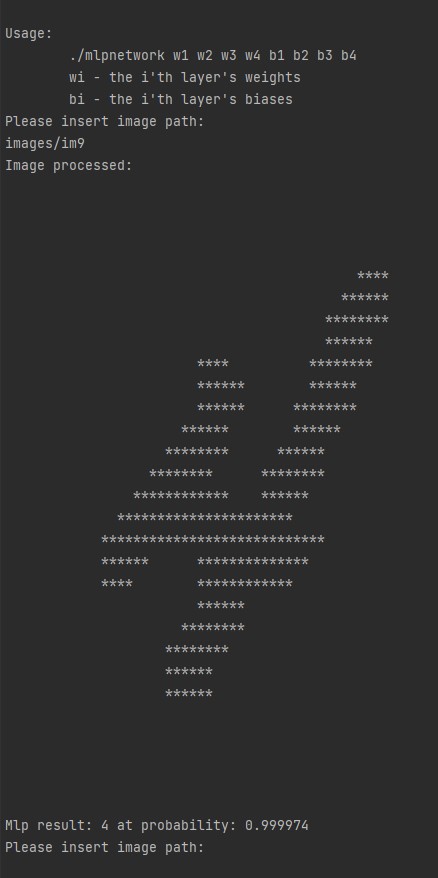 Usage:
        ./mlpnetwork w1 w2 w3 w4 b1 b2 b3 b4
        wi - the i'th layer's weights
        bi - the i'th layer's biases
Please insert image path:
images/im9
Image processed:
                                            ****
                                          ******
                                        ********
                                        ******
                        ****          ********
                        ******        ******
                        ******      ********
                      ******        ******
                    ********      ******
                  ********      ********
                ************    ******
              **********************
            ****************************
            ******      **************
            ****        ************
                        ******
                      ********
                    ********
                    ******
                    ******
Mlp result: 4 at probability: 0.999974
Please insert image path: